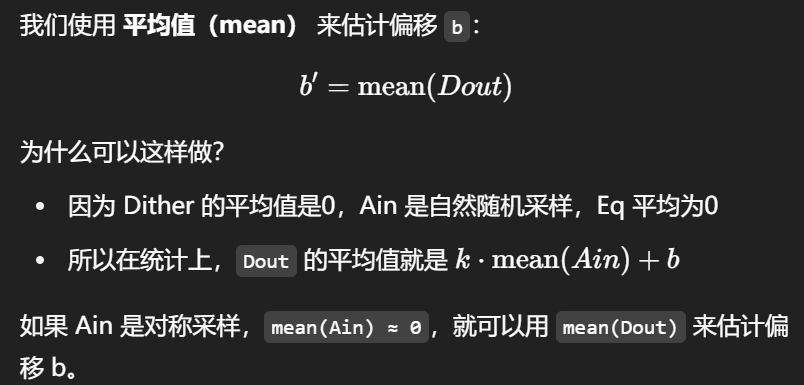 我们使用 平均值（mean） 来估计偏移 b：
b′ = mean(Dout)
为什么可以这样做？
• 因为 Dither 的平均值是0，Ain 是自然随机采样，Eq 平均为0
• 所以在统计上，Dout 的平均值就是 k · mean(Ain) + b
如果 Ain 是对称采样，mean(Ain) ≈ 0，就可以用 mean(Dout) 来估计偏
移 b。